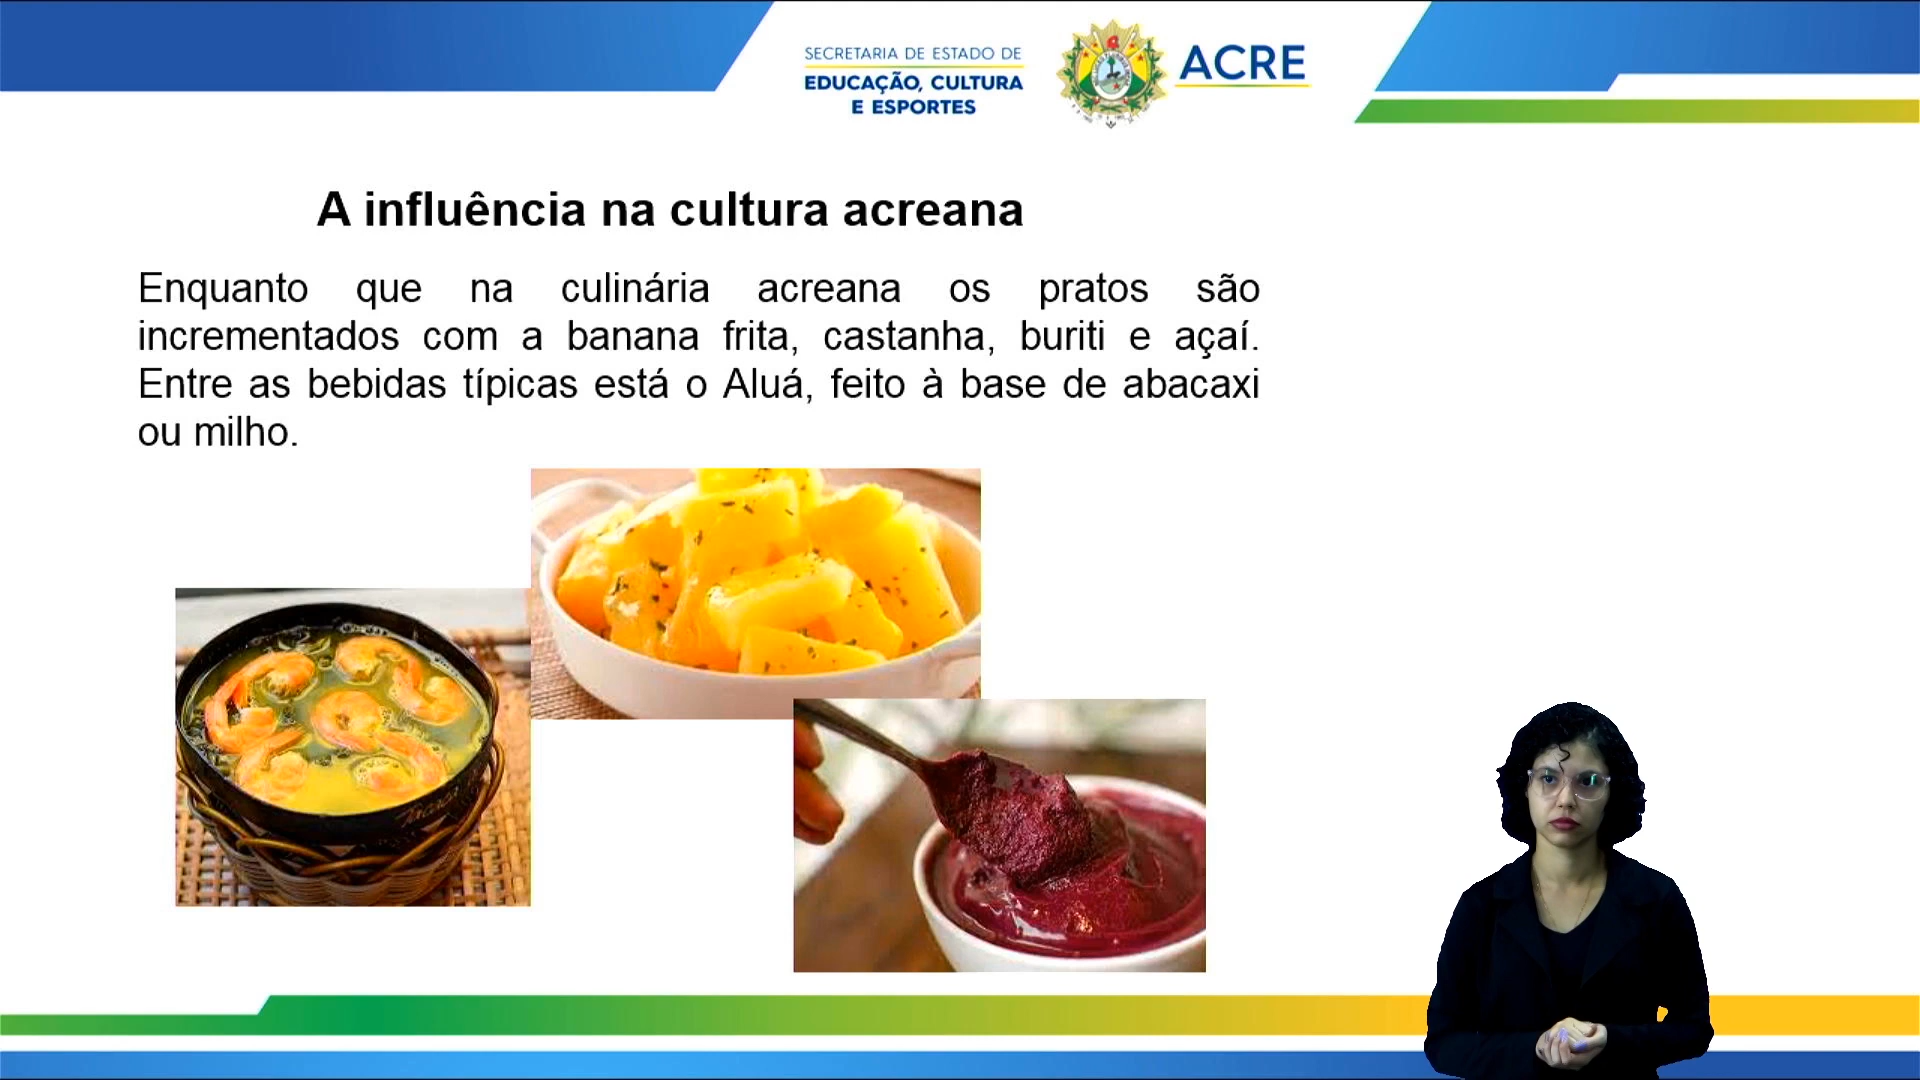 SECRETARIA DE ESTADO DE
EDUCAÇÃO, CULTURA
E ESPORTES
ACRE
A influência na cultura acreana
Enquanto que na culinária acreana os pratos são
incrementados com a banana frita, castanha, buriti e açaí.
Entre as bebidas típicas está o Aluá, feito à base de abacaxi
ou milho.